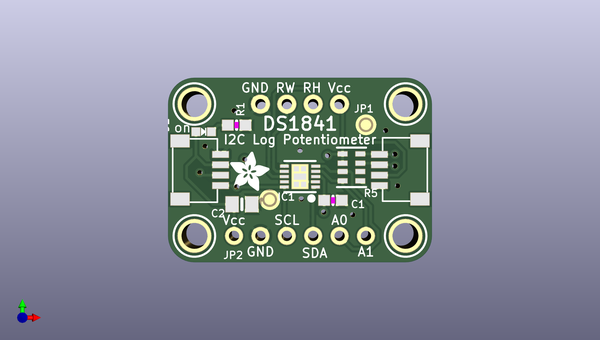 GND RW RH Vcc
R1
JP1
on
DS1841
I2C Log Potentiometer
R5
C1
C1
C2
Vcc
SCL
A0
JP2
GND
SDA
A1